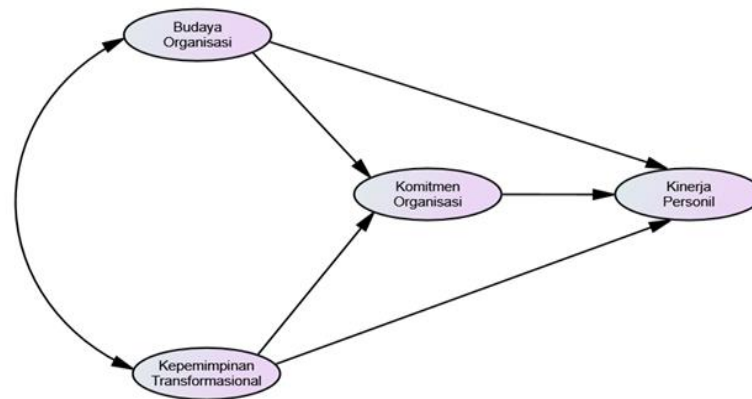 Budaya
Organisasi
Komitmen
Organisasi
Kinerja
Personil
Kepemimpinan
Transformasional